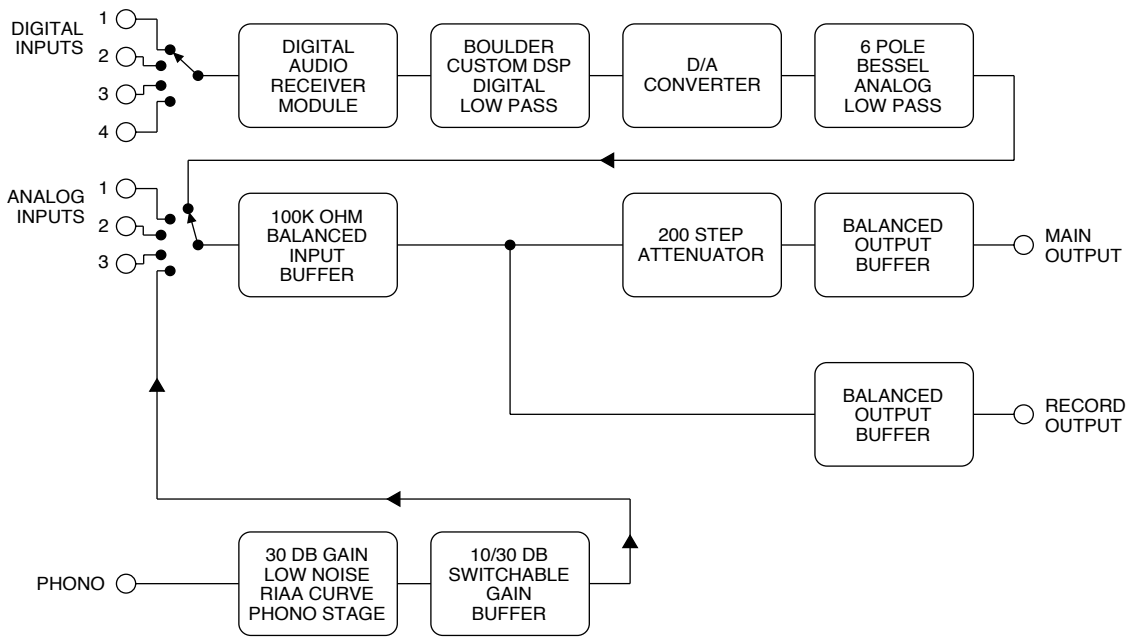 DIGITAL
INPUTS
1
2
3
4
DIGITAL
AUDIO
RECEIVER
MODULE
BOULDER
CUSTOM DSP
DIGITAL
LOW PASS
D/A
CONVERTER
6 POLE
BESSEL
ANALOG
LOW PASS
ANALOG
INPUTS
1
2
3
100K OHM
BALANCED
INPUT
BUFFER
200 STEP
ATTENUATOR
BALANCED
OUTPUT
BUFFER
MAIN
OUTPUT
BALANCED
OUTPUT
BUFFER
RECORD
OUTPUT
PHONO
30 DB GAIN
LOW NOISE
RIAA CURVE
PHONO STAGE
10/30 DB
SWITCHABLE
GAIN
BUFFER